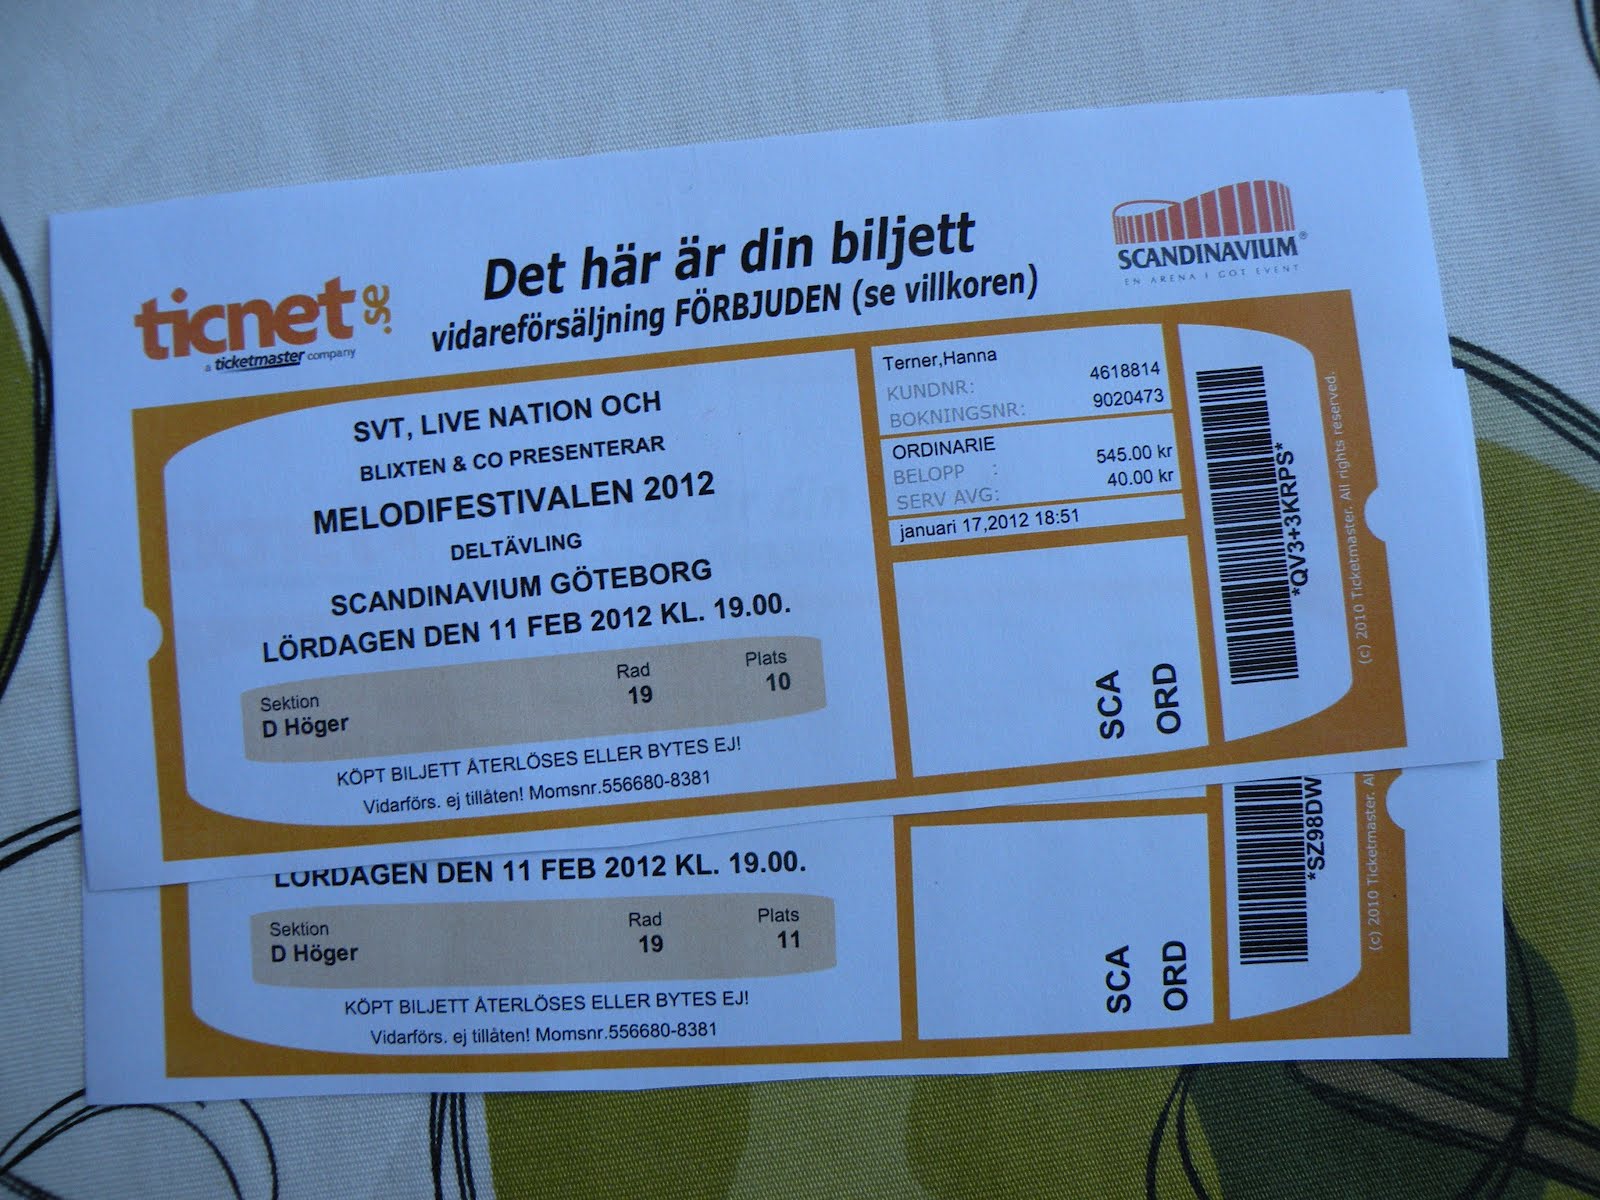 ticnet.se
a ticketmaster company
Det här är din biljett
vidareförsäljning FÖRBJUDEN (se villkoren)
SCANDINAVIUM®
EN ARENA I GOT EVENT
SVT, LIVE NATION OCH
BLIXTEN & CO PRESENTERAR
MELODIFESTIVALEN 2012
DELTÄVLING
SCANDINAVIUM GÖTEBORG
LÖRDAGEN DEN 11 FEB 2012 KL. 19.00.
Sektion Rad Plats
D Höger 19 10
KÖPT BILJETT ÅTERLÖSES ELLER BYTES EJ!
Vidarförs. ej tillåten! Momsnr.556680-8381
Terner,Hanna
KUNDNR: 4618814
BOKNINGSNR: 9020473
ORDINARIE
BELOPP : 545.00 kr
SERV AVG: 40.00 kr
januari 17,2012 18:51
SCA
ORD
*QV3+3KRPS*
(c) 2010 Ticketmaster. All rights reserved.
LÖRDAGEN DEN 11 FEB 2012 KL. 19.00.
Sektion Rad Plats
D Höger 19 11
KÖPT BILJETT ÅTERLÖSES ELLER BYTES EJ!
Vidarförs. ej tillåten! Momsnr.556680-8381
SCA
ORD
*SZ98DW
(c) 2010 Ticketmaster. Al